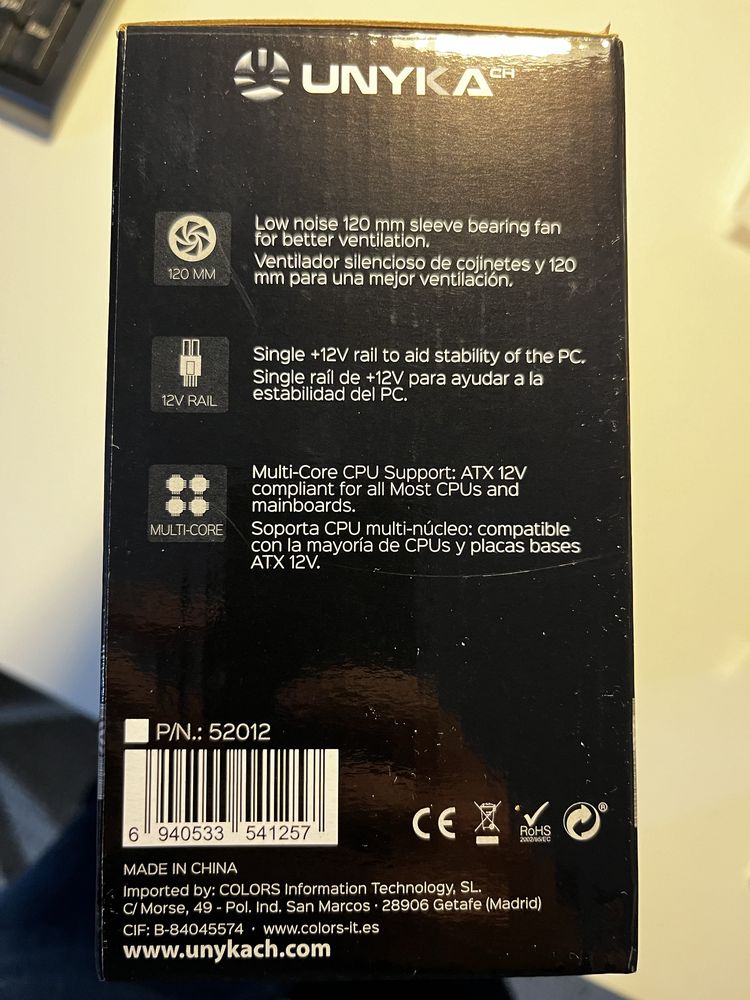 UNYKA CH
Low noise 120 mm sleeve bearing fan
for better ventilation.
Ventilador silencioso de cojinetes y 120
mm para una mejor ventilación.
120 MM
Single +12V rail to aid stability of the PC.
Single raíl de +12V para ayudar a la
estabilidad del PC.
12V RAIL
Multi-Core CPU Support: ATX 12V
compliant for all Most CPUs and
mainboards.
Soporta CPU multi-núcleo: compatible
con la mayoría de CPUs y placas bases
ATX 12V.
MULTI-CORE
P/N.: 52012
6 940533 541257
CE
RoHS
2002/95/EC
®
MADE IN CHINA
Imported by: COLORS Information Technology, SL.
C/ Morse, 49 - Pol. Ind. San Marcos · 28906 Getafe (Madrid)
CIF: B-84045574 · www.colors-it.es
www.unykach.com